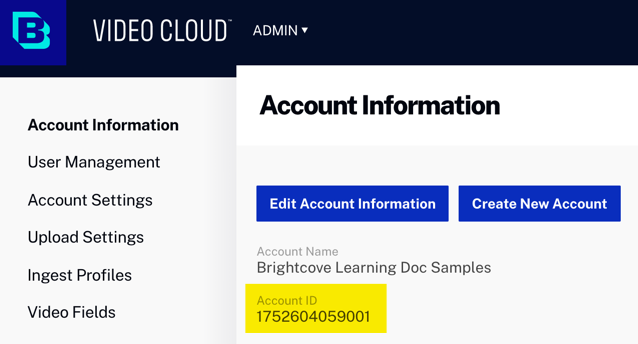 VIDEO CLOUD™
ADMIN ▼
Account Information
User Management
Account Settings
Upload Settings
Ingest Profiles
Video Fields
Account Information
Edit Account Information
Create New Account
Account Name
Brightcove Learning Doc Samples
Account ID
1752604059001